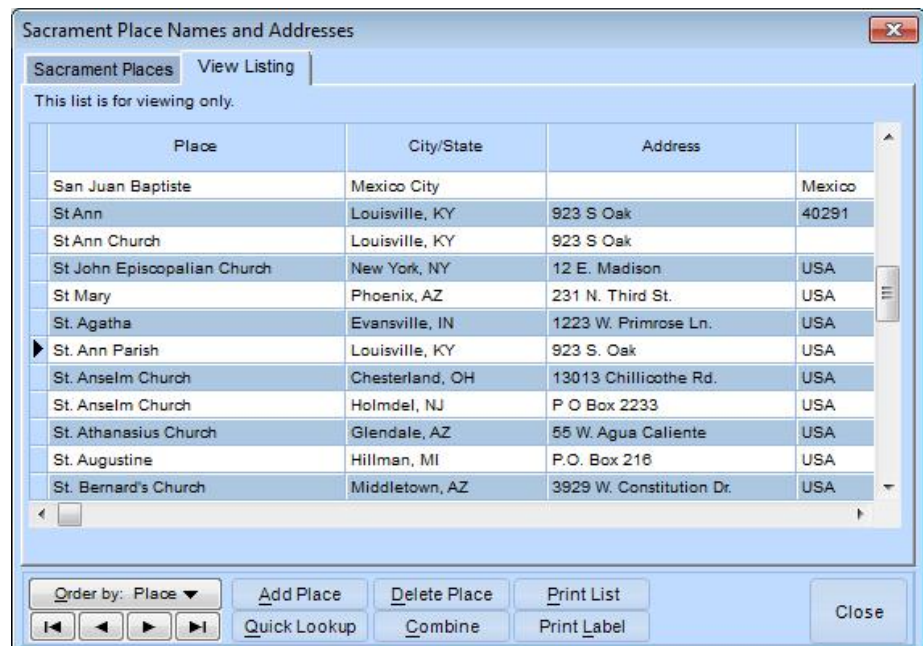 Sacrament Place Names and Addresses
Sacrament Places View Listing
This list is for viewing only.
Place City/State Address
San Juan Baptiste Mexico City Mexico
St Ann Louisville, KY 923 S Oak 40291
St Ann Church Louisville, KY 923 S Oak
St John Episcopalian Church New York, NY 12 E. Madison USA
St Mary Phoenix, AZ 231 N. Third St. USA
St. Agatha Evansville, IN 1223 W. Primrose Ln. USA
St. Ann Parish Louisville, KY 923 S. Oak USA
St. Anselm Church Chesterland, OH 13013 Chillicothe Rd. USA
St. Anselm Church Holmdel, NJ P O Box 2233 USA
St. Athanasius Church Glendale, AZ 55 W. Agua Caliente USA
St. Augustine Hillman, MI P.O. Box 216 USA
St. Bernard's Church Middletown, AZ 3929 W. Constitution Dr. USA
Order by: Place Add Place Delete Place Print List
Quick Lookup Combine Print Label Close